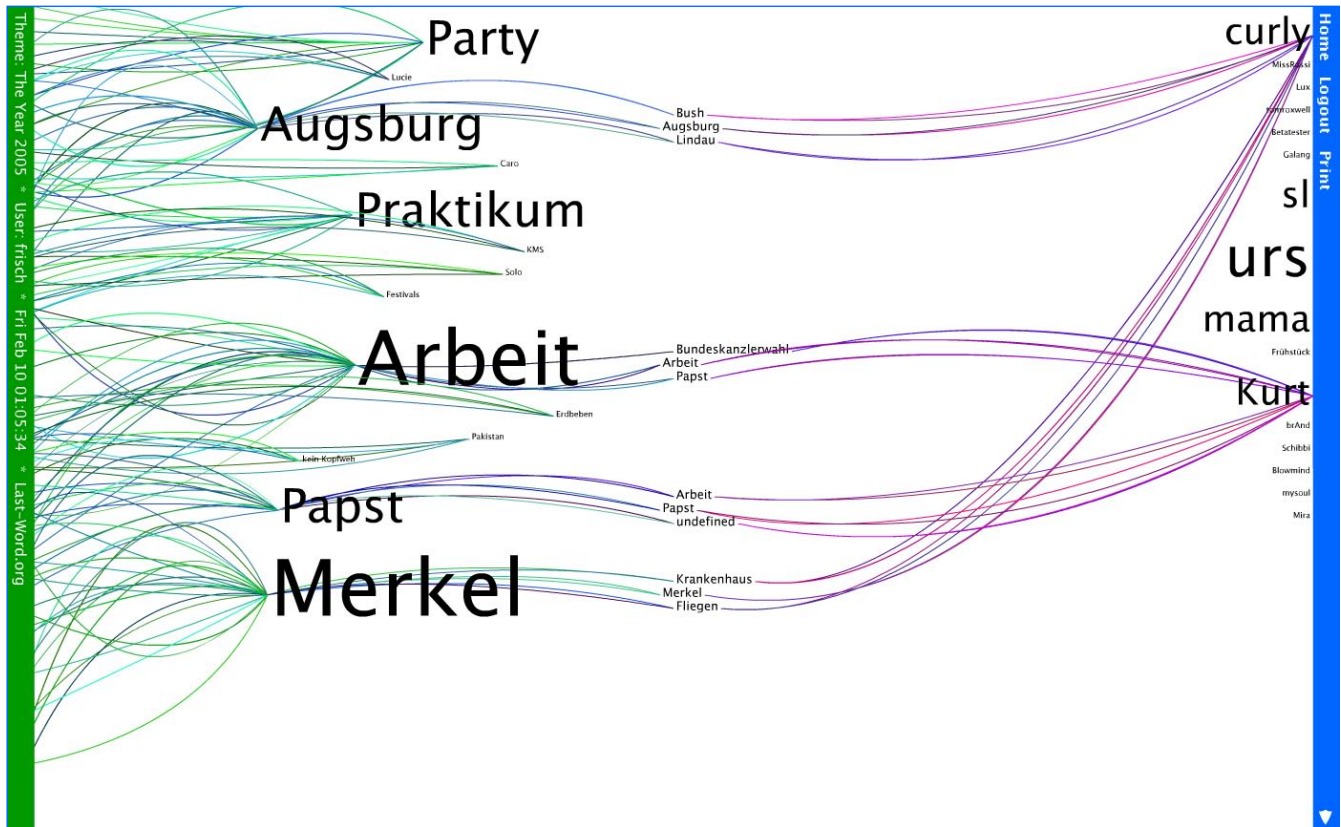 Theme: The Year 2005 * User: frisch * Fri Feb 10 01:05:34 * Last-Word.org
Party
Lucie
Augsburg
Caro
Praktikum
KMS
Solo
Festivals
Arbeit
Erdbeben
Pakistan
kein Kopfweh
Papst
Merkel
Bush
Augsburg
Lindau
Bundeskanzlerwahl
Arbeit
Papst
Arbeit
Papst
undefined
Krankenhaus
Merkel
Fliegen
curly
MissRossi
Lux
Betatester
Galang
sl
urs
mama
Frühstück
Kurt
brAnd
Schibbi
Blowmind
mysoul
Mira
Home Logout Print